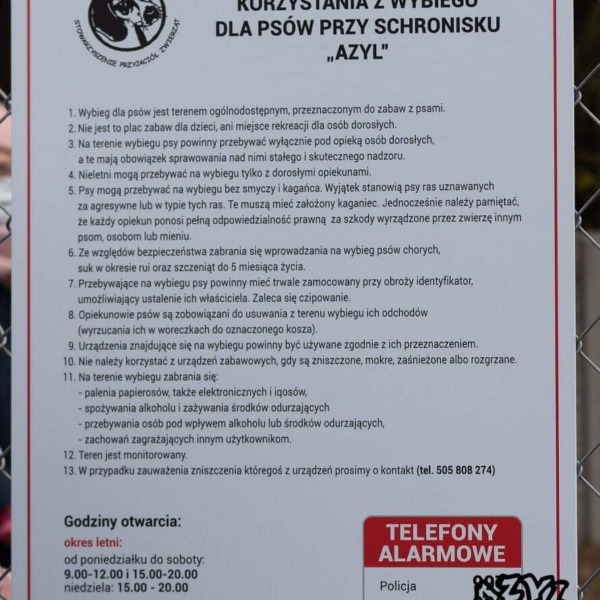 KORZYSTANIA Z WYBIEGU
DLA PSÓW PRZY SCHRONISKU
„AZYL”
STOWARZYSZENIE PRZYJACIÓŁ ZWIERZĄT
1. Wybieg dla psów jest terenem ogólnodostępnym, przeznaczonym do zabaw z psami.
2. Nie jest to plac zabaw dla dzieci, ani miejsce rekreacji dla osób dorosłych.
3. Na terenie wybiegu psy powinny przebywać wyłącznie pod opieką osób dorosłych,
a te mają obowiązek sprawowania nad nimi stałego i skutecznego nadzoru.
4. Nieletni mogą przebywać na wybiegu tylko z dorosłymi opiekunami.
5. Psy mogą przebywać na wybiegu bez smyczy i kagańca. Wyjątek stanowią psy ras uznawanych
za agresywne lub w typie tych ras. Te muszą mieć założony kaganiec. Jednocześnie należy pamiętać,
że każdy opiekun ponosi pełną odpowiedzialność prawną za szkody wyrządzone przez zwierzę innym
psom, osobom lub mieniu.
6. Ze względów bezpieczeństwa zabrania się wprowadzania na wybieg psów chorych,
suk w okresie rui oraz szczeniąt do 5 miesiąca życia.
7. Przebywające na wybiegu psy powinny mieć trwale zamocowany przy obroży identyfikator,
umożliwiający ustalenie ich właściciela. Zaleca się czipowanie.
8. Opiekunowie psów są zobowiązani do usuwania z terenu wybiegu ich odchodów
(wyrzucania ich w woreczkach do oznaczonego kosza).
9. Urządzenia znajdujące się na wybiegu powinny być używane zgodnie z ich przeznaczeniem.
10. Nie należy korzystać z urządzeń zabawowych, gdy są zniszczone, mokre, zaśnieżone albo rozgrzane.
11. Na terenie wybiegu zabrania się:
- palenia papierosów, także elektronicznych i iqosów,
- spożywania alkoholu i zażywania środków odurzających
- przebywania osób pod wpływem alkoholu lub środków odurzających,
- zachowań zagrażających innym użytkownikom.
12. Teren jest monitorowany.
13. W przypadku zauważenia zniszczenia któregoś z urządzeń prosimy o kontakt (tel. 505 808 274)
Godziny otwarcia:
okres letni:
od poniedziałku do soboty:
9.00-12.00 i 15.00-20.00
niedziela: 15.00 - 20.00
TELEFONY
ALARMOWE
Policja